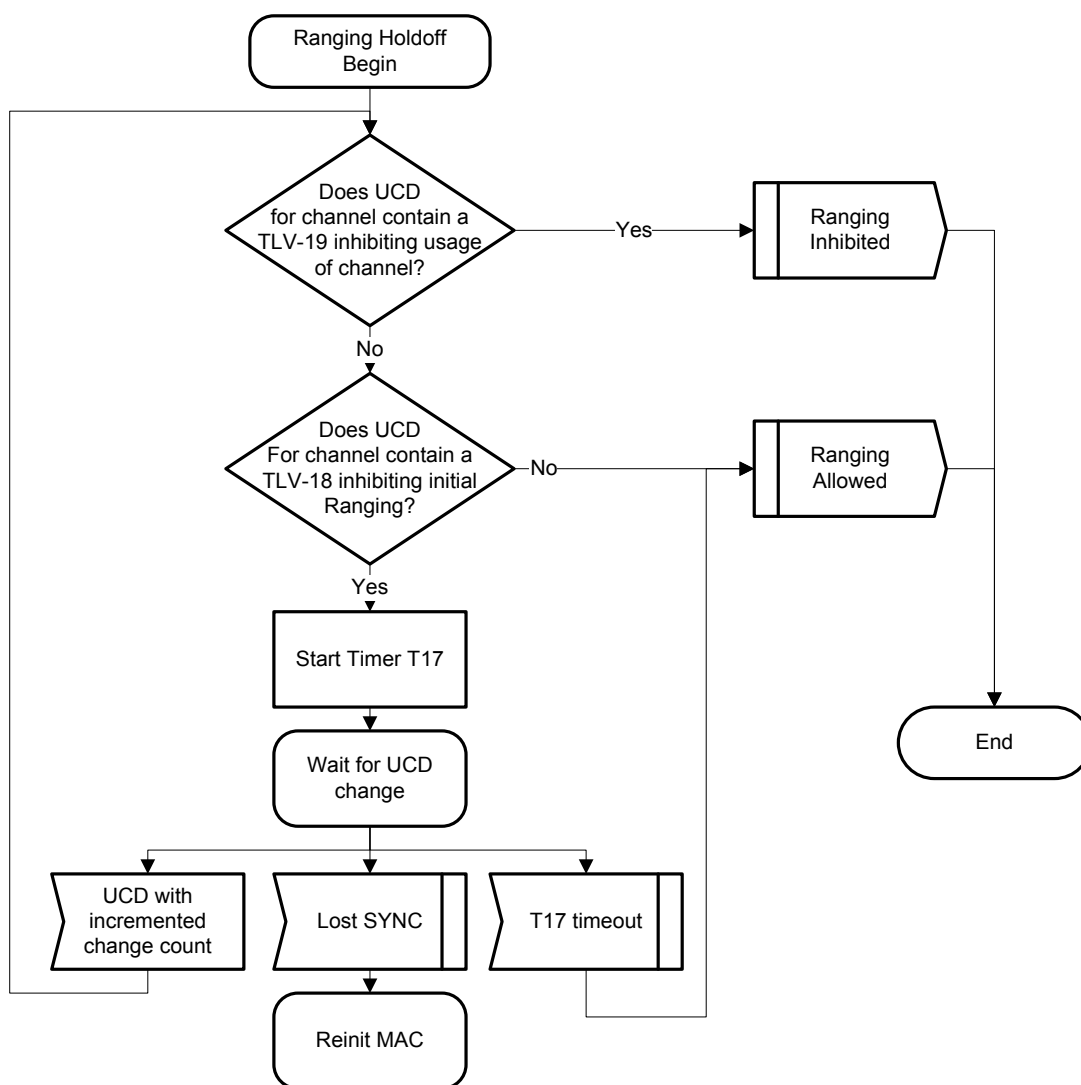 Ranging Holdoff
Begin
Does UCD
for channel contain a
TLV-19 inhibiting usage
of channel?
Yes
Ranging
Inhibited
No
Does UCD
For channel contain a
TLV-18 inhibiting initial
Ranging?
No
Ranging
Allowed
Yes
Start Timer T17
End
Wait for UCD
change
UCD with
incremented
change count
Lost SYNC
T17 timeout
Reinit MAC